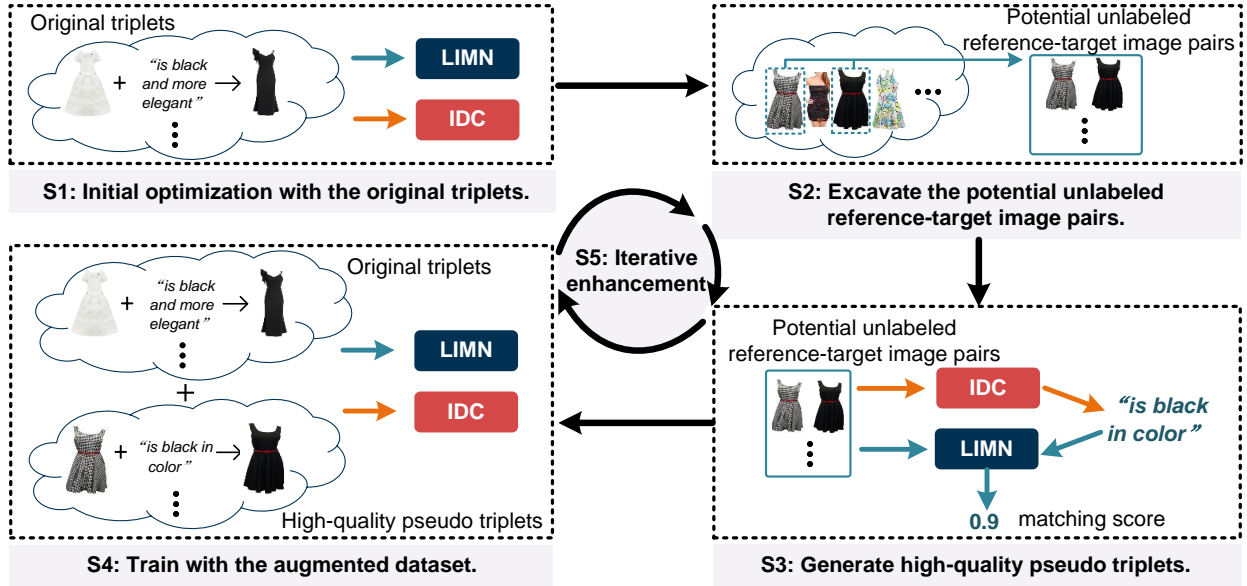 Original triplets
+
“is black
and more
elegant”
LIMN
IDC
S1: Initial optimization with the original triplets.
Potential unlabeled
reference-target image pairs
S2: Excavate the potential unlabeled
reference-target image pairs.
S5: Iterative
enhancement
Potential unlabeled
reference-target image pairs
IDC
LIMN
“is black
in color”
0.9 matching score
S3: Generate high-quality pseudo triplets.
Original triplets
+
“is black
and more
elegant”
+
LIMN
IDC
+
“is black in
color”
High-quality pseudo triplets
S4: Train with the augmented dataset.